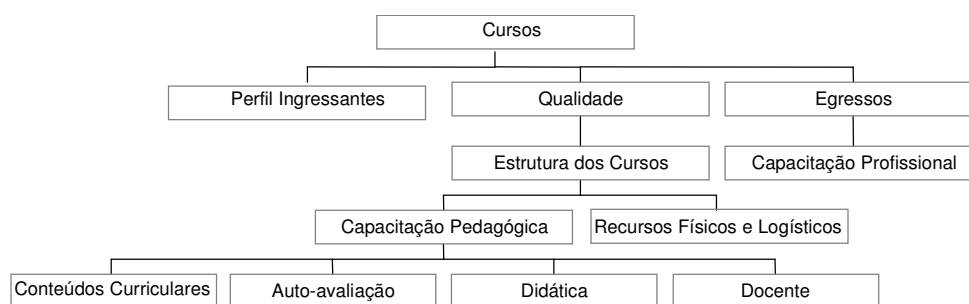 Cursos
Perfil Ingressantes
Qualidade
Egressos
Estrutura dos Cursos
Capacitação Profissional
Capacitação Pedagógica
Recursos Físicos e Logísticos
Conteúdos Curriculares
Auto-avaliação
Didática
Docente